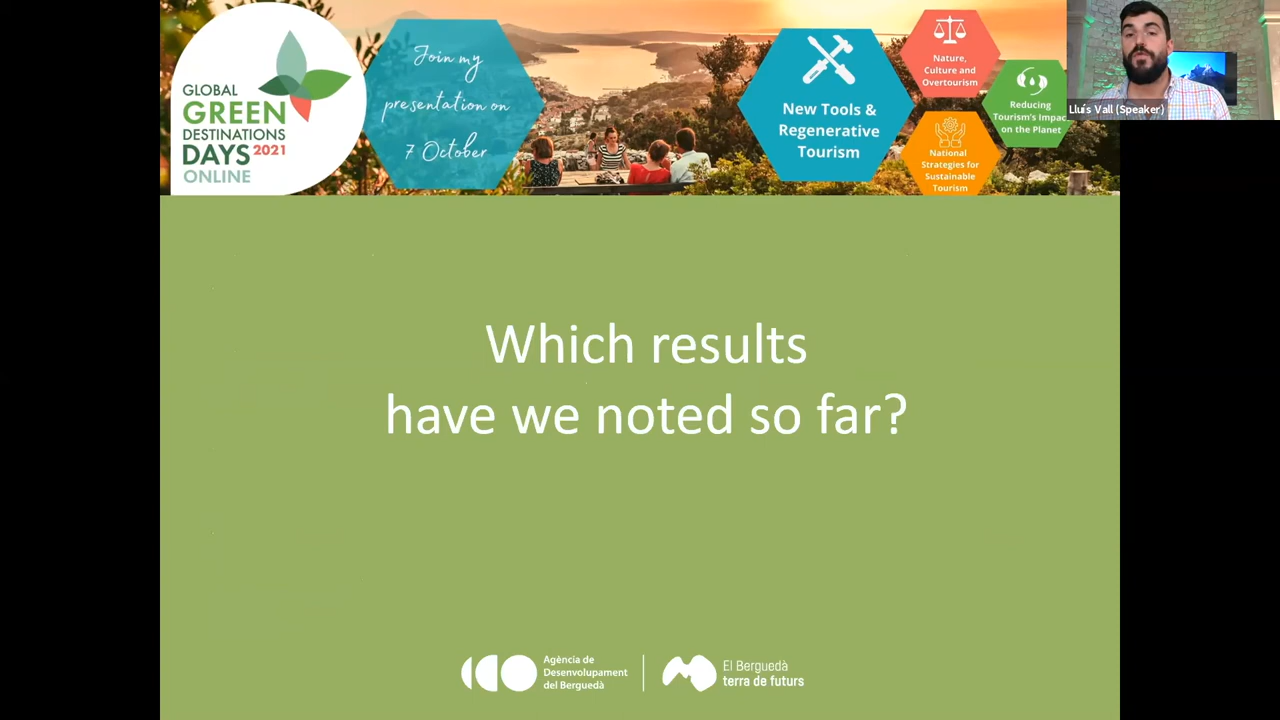 GLOBAL
GREEN
DESTINATIONS
DAYS 2021
ONLINE
Join my
presentation on
7 October
New Tools &
Regenerative
Tourism
Nature,
Culture and
Overtourism
Reducing
Tourism's Impac
on the Planet
National
Strategies for
Sustainable
Tourism
Lluís Vall (Speaker)
Which results
have we noted so far?
Agència de
Desenvolupament
del Berguedà
El Berguedà
terra de futurs